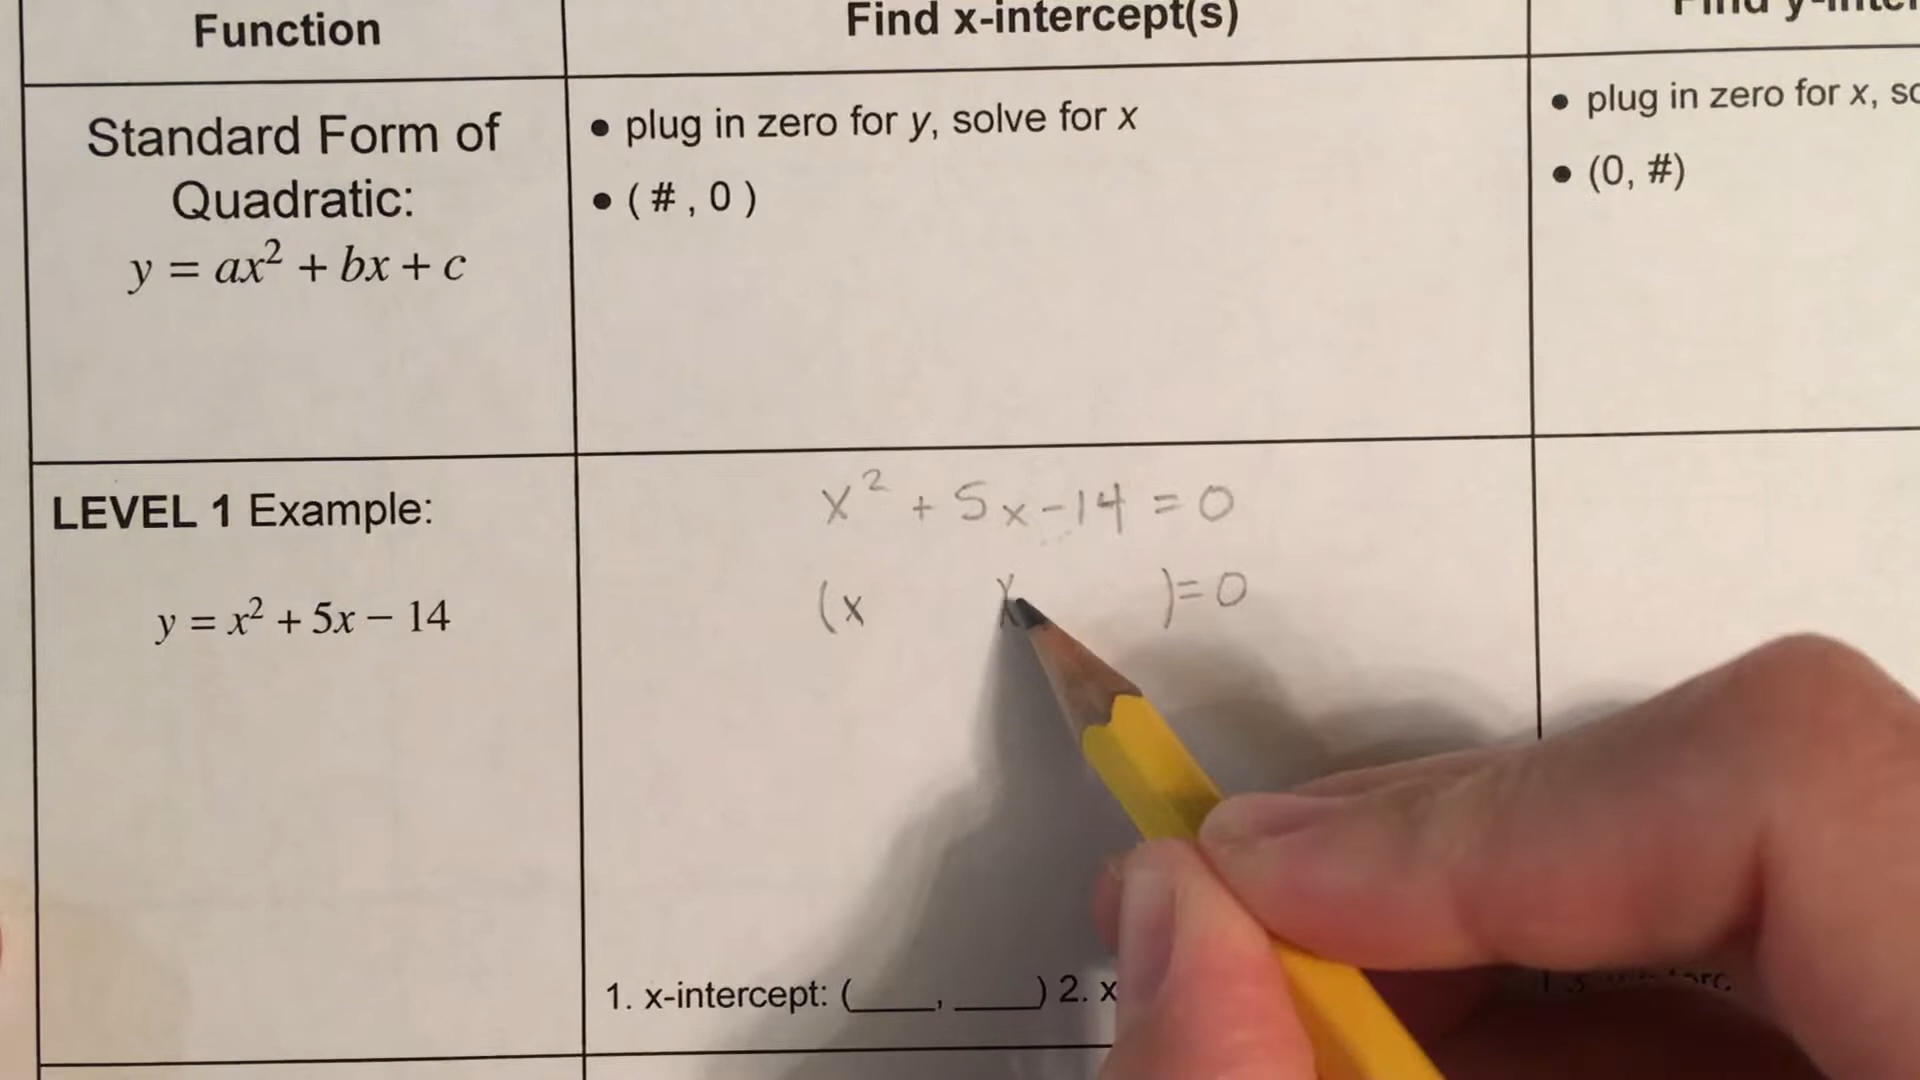 Function
Find x-intercept(s)
Standard Form of
Quadratic:
y = ax² + bx + c
• plug in zero for y, solve for x
• ( # , 0 )
• plug in zero for x,
• (0, #)
LEVEL 1 Example:
y = x² + 5x − 14
x² + 5x - 14 = 0
(x )( ) = 0
1. x-intercept: (____, ____) 2. x